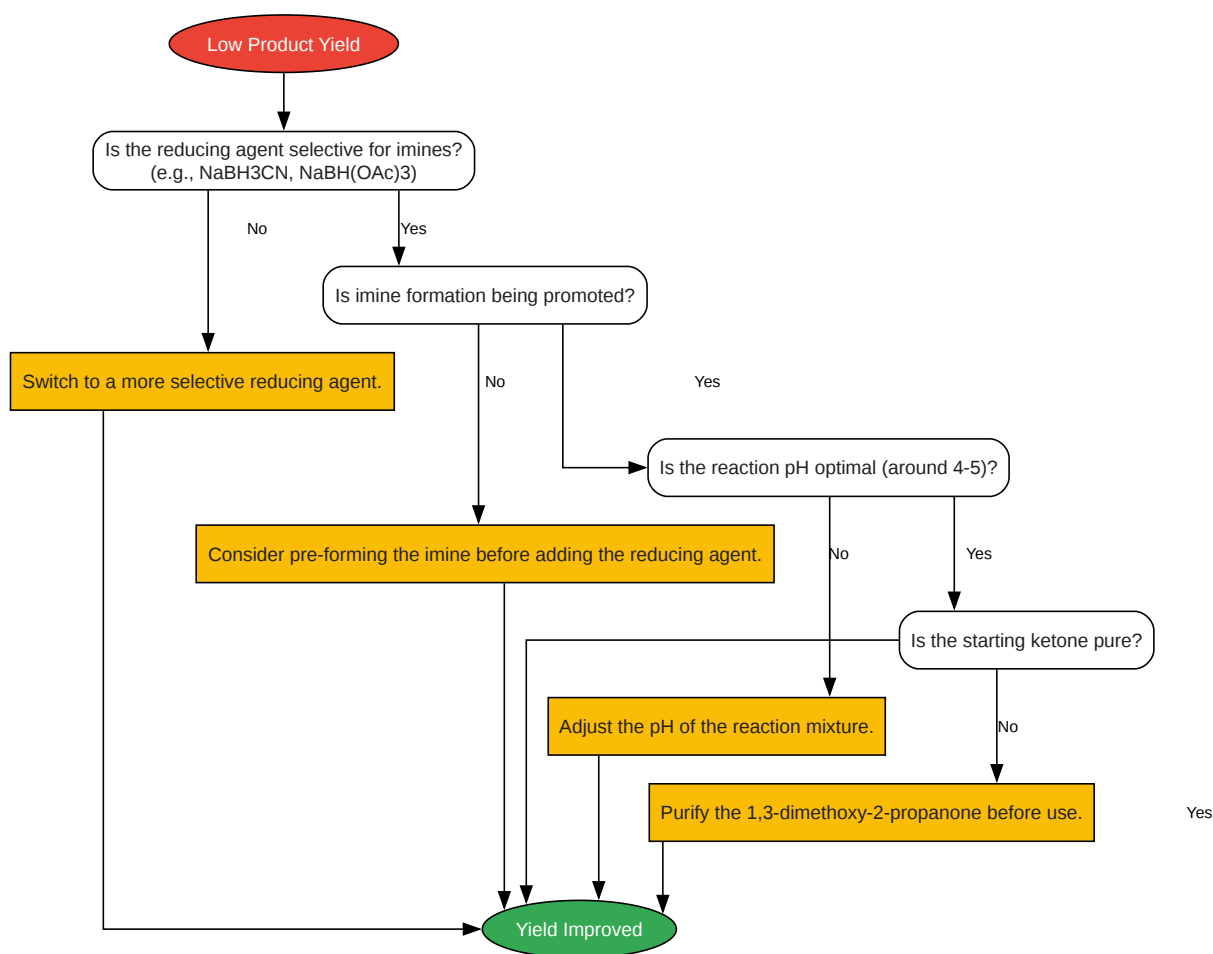 Low Product Yield
Is the reducing agent selective for imines?
(e.g., NaBH3CN, NaBH(OAc)3)
No
Yes
Is imine formation being promoted?
Switch to a more selective reducing agent.
No
Yes
Is the reaction pH optimal (around 4-5)?
Consider pre-forming the imine before adding the reducing agent.
No
Yes
Is the starting ketone pure?
Adjust the pH of the reaction mixture.
No
Purify the 1,3-dimethoxy-2-propanone before use.
Yes
Yield Improved